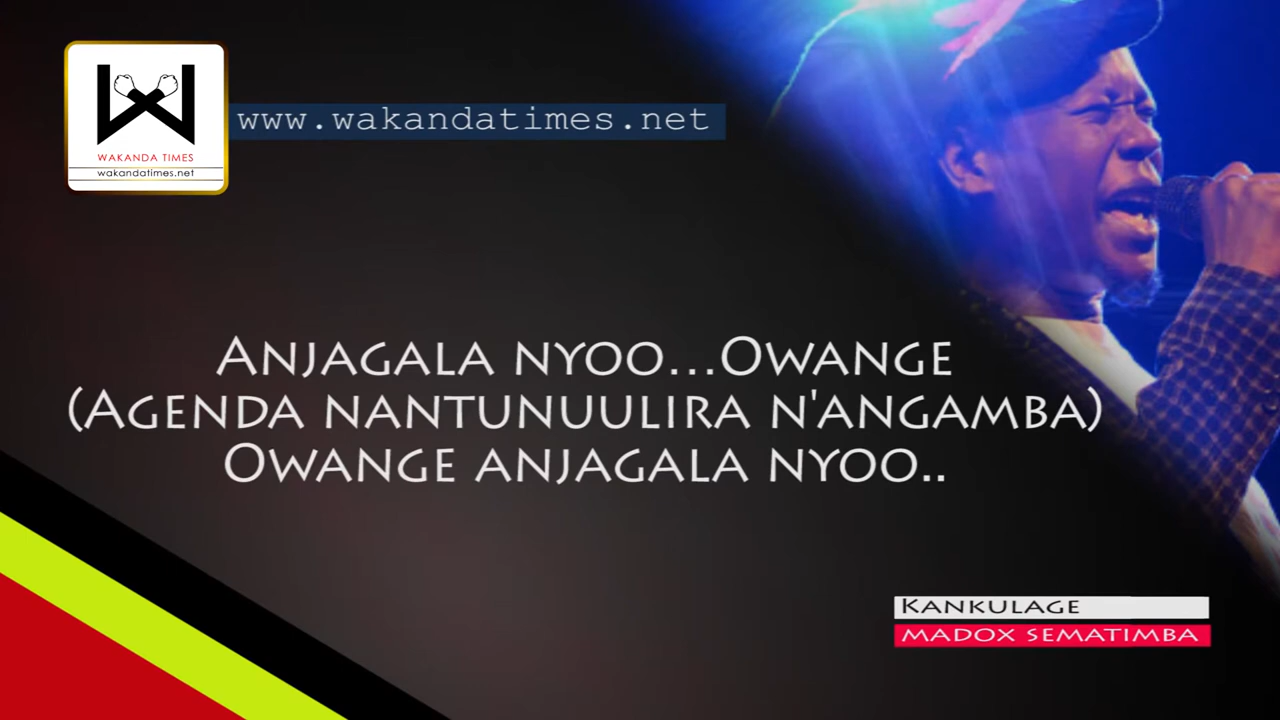 WAKANDA TIMES
wakandatimes.net
www.wakandatimes.net
ANJAGALA NYOO...OWANGE
(AGENDA NANTUNUULIRA N'ANGAMBA)
OWANGE ANJAGALA NYOO..
KANKULAGE
MADOX SEMATIMBA